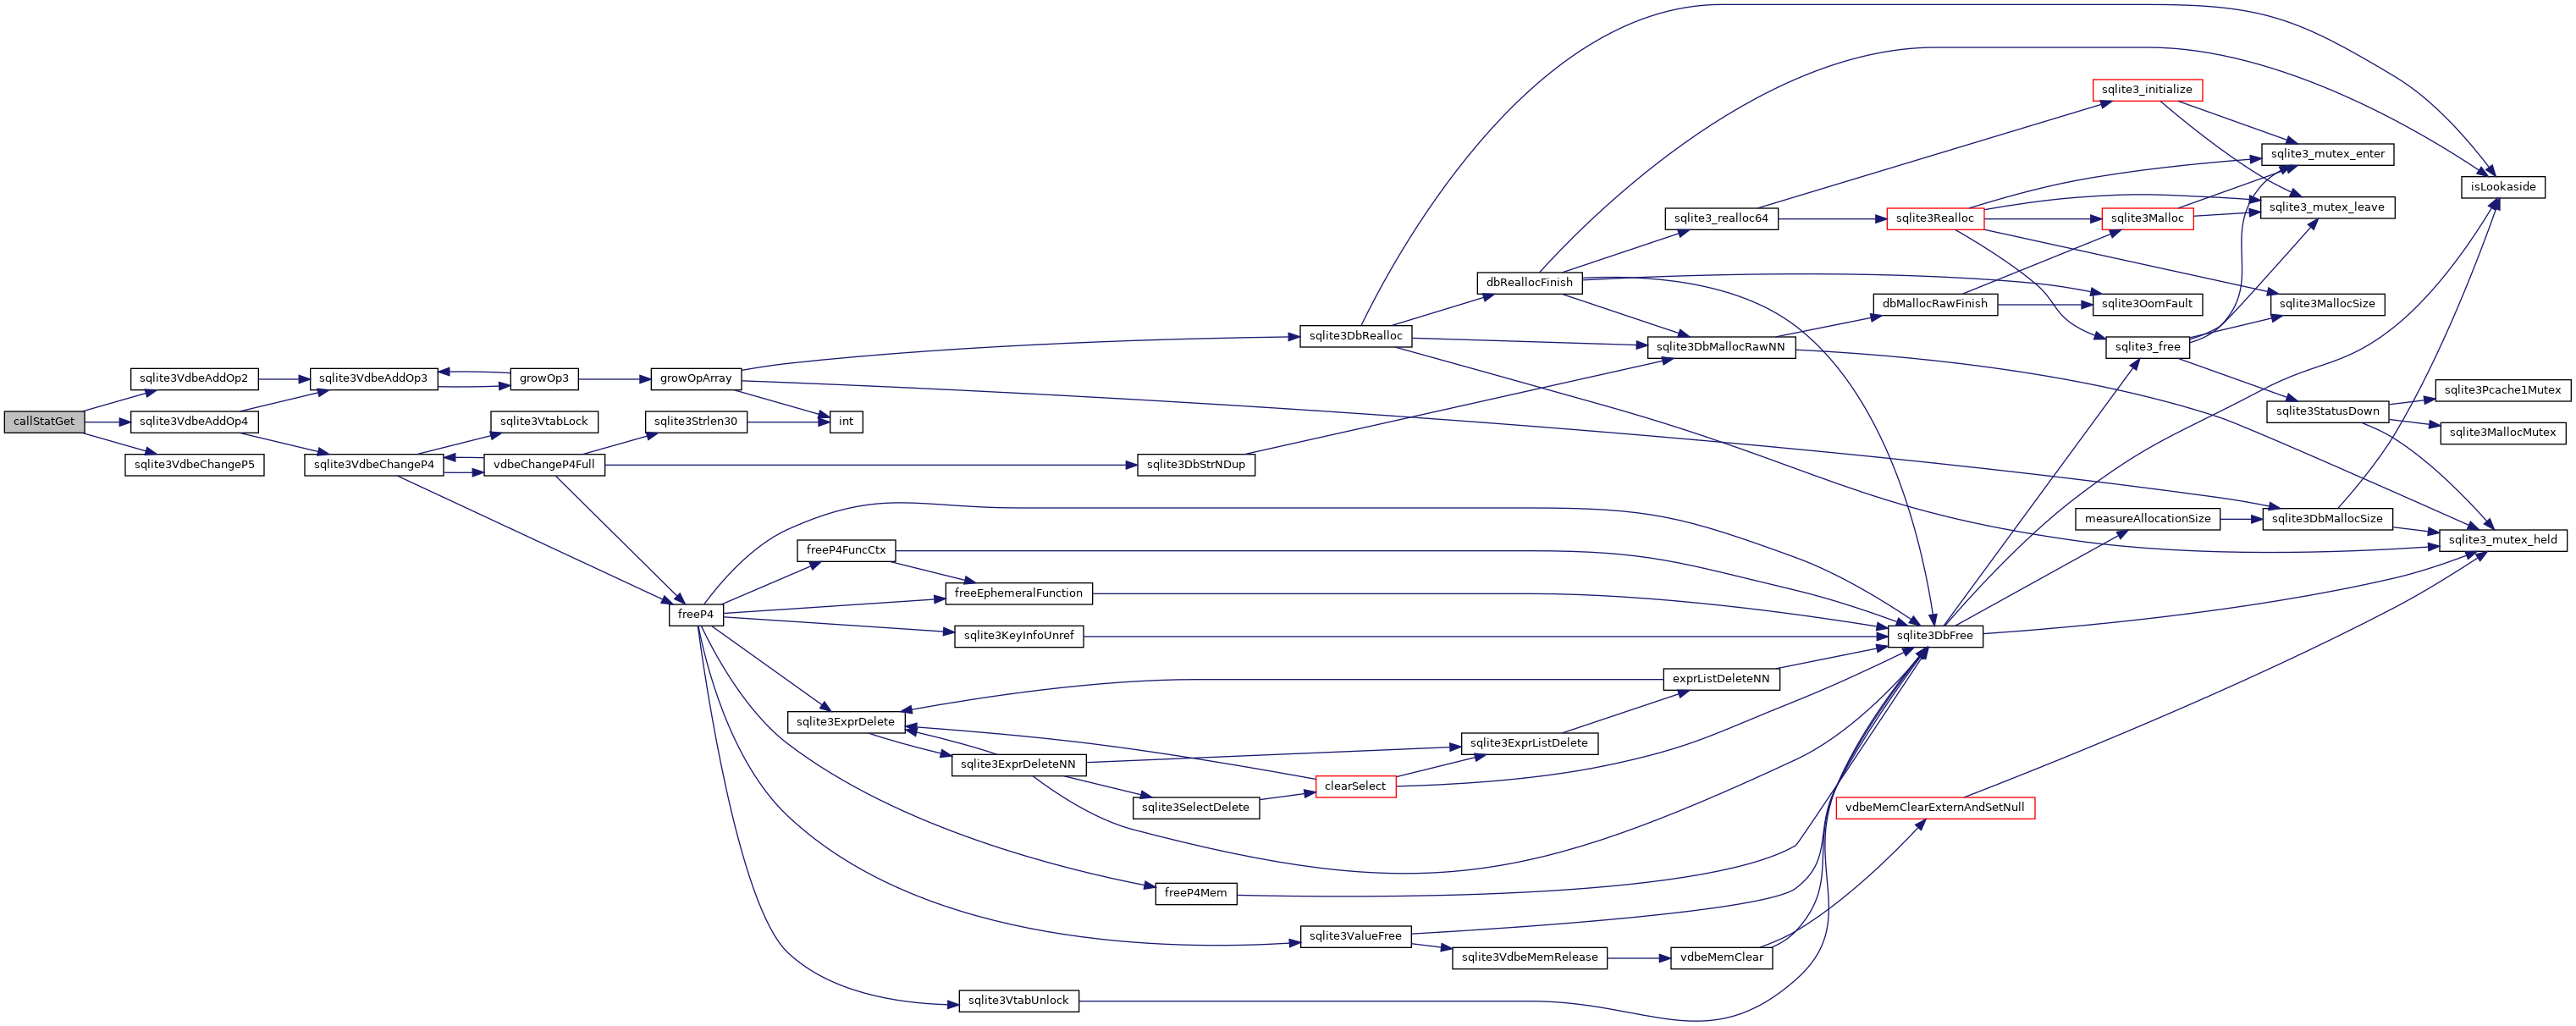 callStatGet
sqlite3VdbeAddOp2
sqlite3VdbeAddOp4
sqlite3VdbeChangeP5
sqlite3VdbeAddOp3
sqlite3VdbeChangeP4
growOp3
sqlite3VtabLock
vdbeChangeP4Full
growOpArray
sqlite3Strlen30
int
freeP4
freeP4FuncCtx
freeEphemeralFunction
sqlite3KeyInfoUnref
sqlite3ExprDelete
sqlite3ExprDeleteNN
sqlite3VtabUnlock
sqlite3DbStrNDup
sqlite3SelectDelete
freeP4Mem
sqlite3DbRealloc
clearSelect
sqlite3ValueFree
dbReallocFinish
sqlite3ExprListDelete
sqlite3VdbeMemRelease
sqlite3_realloc64
sqlite3DbMallocRawNN
exprListDeleteNN
vdbeMemClear
sqlite3Realloc
dbMallocRawFinish
sqlite3DbFree
vdbeMemClearExternAndSetNull
sqlite3_initialize
sqlite3Malloc
sqlite3OomFault
sqlite3_free
measureAllocationSize
sqlite3_mutex_enter
sqlite3_mutex_leave
sqlite3MallocSize
sqlite3StatusDown
sqlite3DbMallocSize
isLookaside
sqlite3Pcache1Mutex
sqlite3MallocMutex
sqlite3_mutex_held